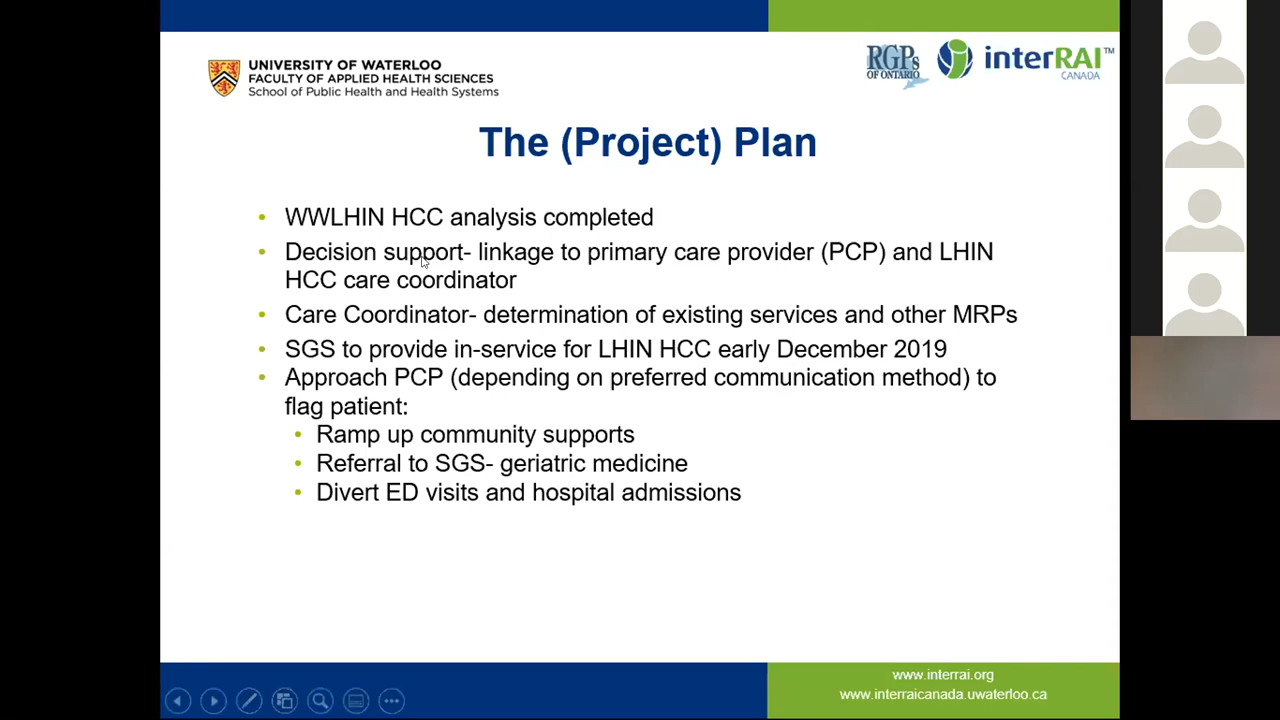 UNIVERSITY OF WATERLOO
FACULTY OF APPLIED HEALTH SCIENCES
School of Public Health and Health Systems
RGPs
OF ONTARIO
interRAI™
CANADA
The (Project) Plan
• WWLHIN HCC analysis completed
• Decision support- linkage to primary care provider (PCP) and LHIN
HCC care coordinator
• Care Coordinator- determination of existing services and other MRPs
• SGS to provide in-service for LHIN HCC early December 2019
• Approach PCP (depending on preferred communication method) to
flag patient:
• Ramp up community supports
• Referral to SGS- geriatric medicine
• Divert ED visits and hospital admissions
www.interrai.org
www.interraicanada.uwaterloo.ca